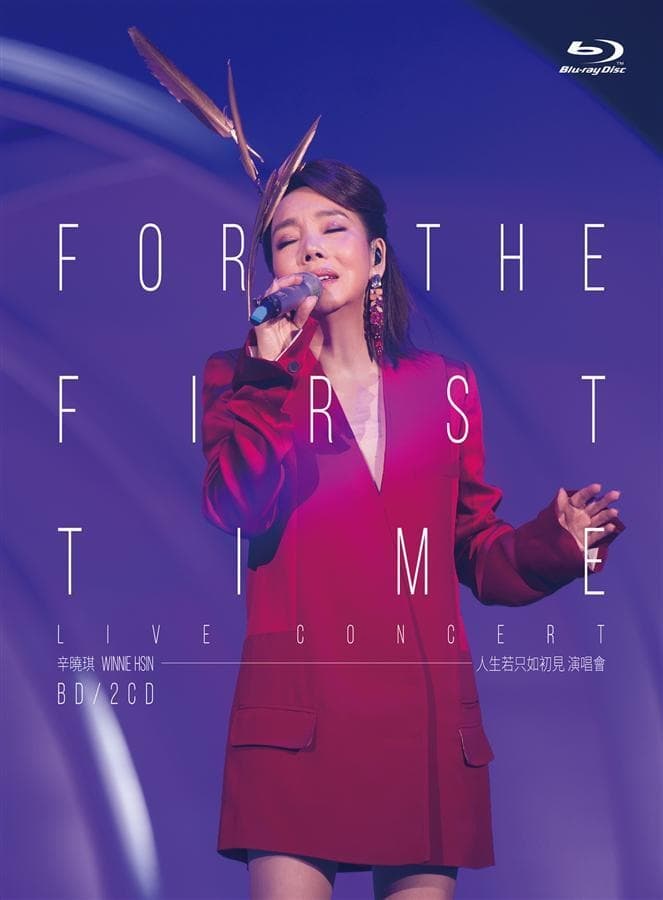 Blu-ray Disc™
FOR THE
FIRST
TIME
LIVE CONCERT
辛曉琪 WINNIE HSIN 人生若只如初見 演唱會
BD/2CD